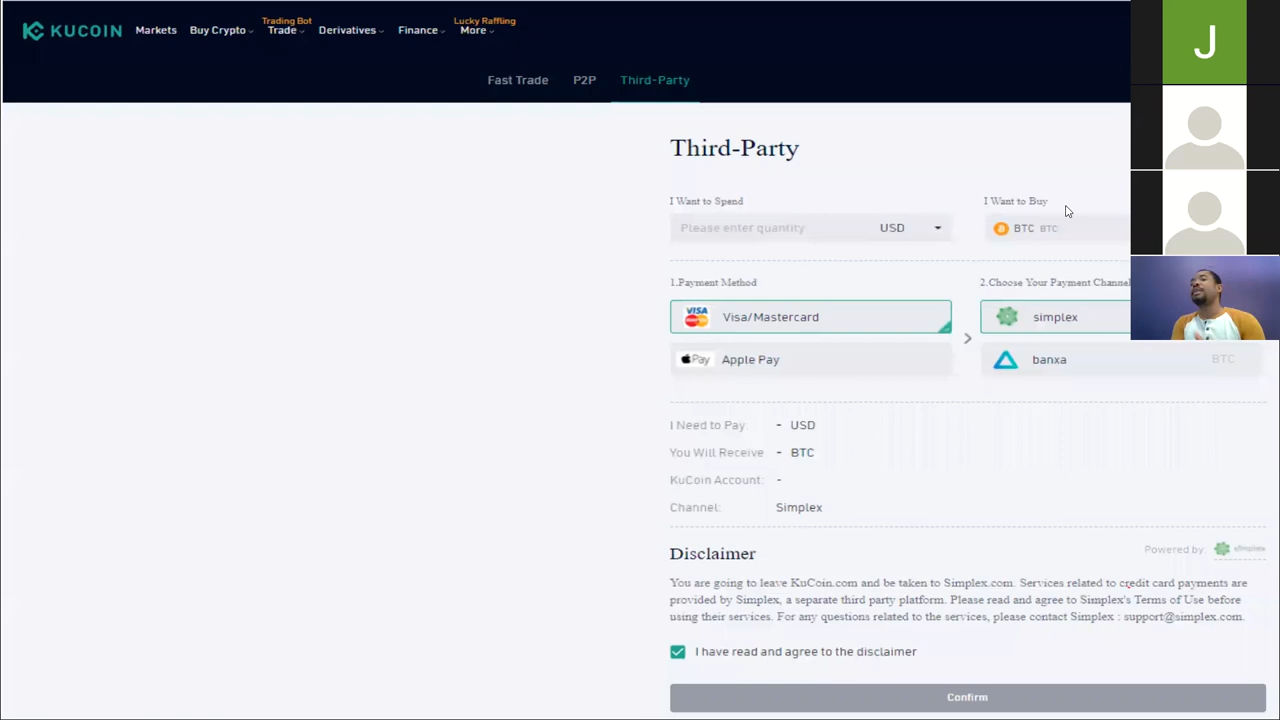 KUCOIN
Markets
Buy Crypto
Trading Bot
Trade
Derivatives
Finance
Lucky Raffling
More
J
Fast Trade
P2P
Third-Party
Third-Party
I Want to Spend
I Want to Buy
Please enter quantity
USD
BTC BTC
1.Payment Method
2.Choose Your Payment Channel
VISA
Visa/Mastercard
simplex
Pay
Apple Pay
banxa
BTC
I Need to Pay:
- USD
You Will Receive
- BTC
KuCoin Account:
-
Channel:
Simplex
Disclaimer
Powered by:
simplex
You are going to leave KuCoin.com and be taken to Simplex.com. Services related to credit card payments are
provided by Simplex, a separate third party platform. Please read and agree to Simplex's Terms of Use before
using their services. For any questions related to the services, please contact Simplex : support@simplex.com.
I have read and agree to the disclaimer
Confirm